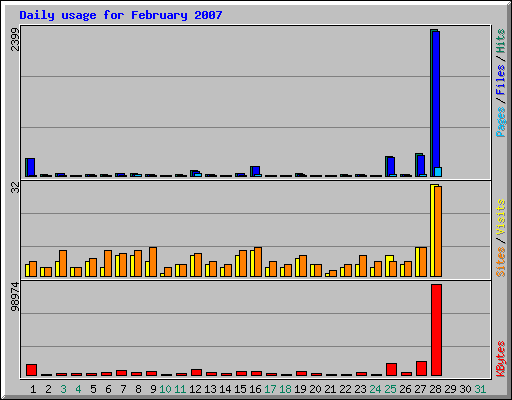 Daily usage for February 2007
2399
Pages / Files / Hits
32
Sites / Visits
98974
KBytes
1 2 3 4 5 6 7 8 9 10 11 12 13 14 15 16 17 18 19 20 21 22 23 24 25 26 27 28 29 30 31